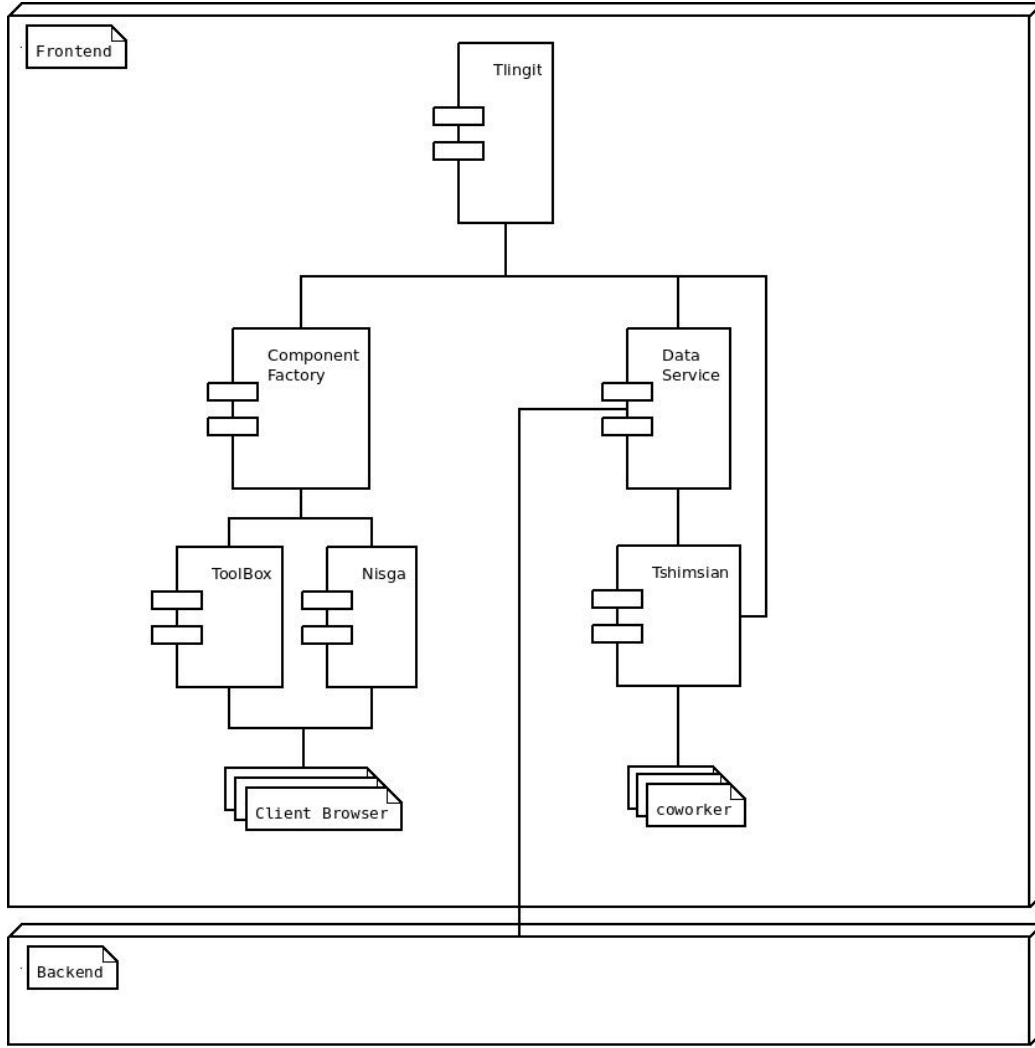 Frontend
Tlingit
Component
Factory
Data
Service
ToolBox
Nisga
Tshimsian
Client Browser
coworker
Backend